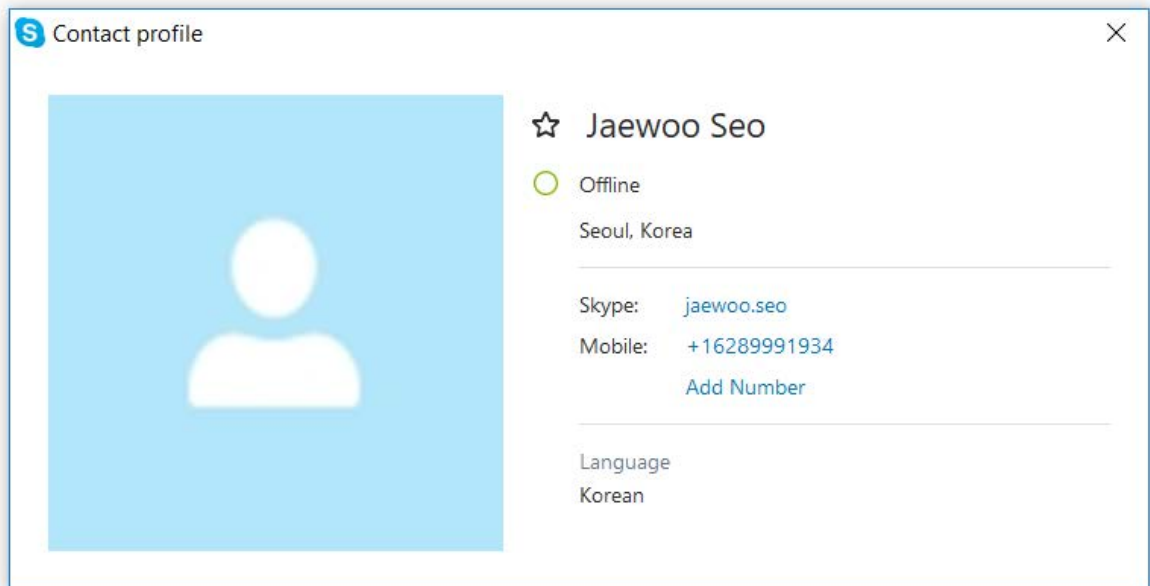 Contact profile
Jaewoo Seo
Offline
Seoul, Korea
Skype: jaewoo.seo
Mobile: +16289991934
Add Number
Language
Korean